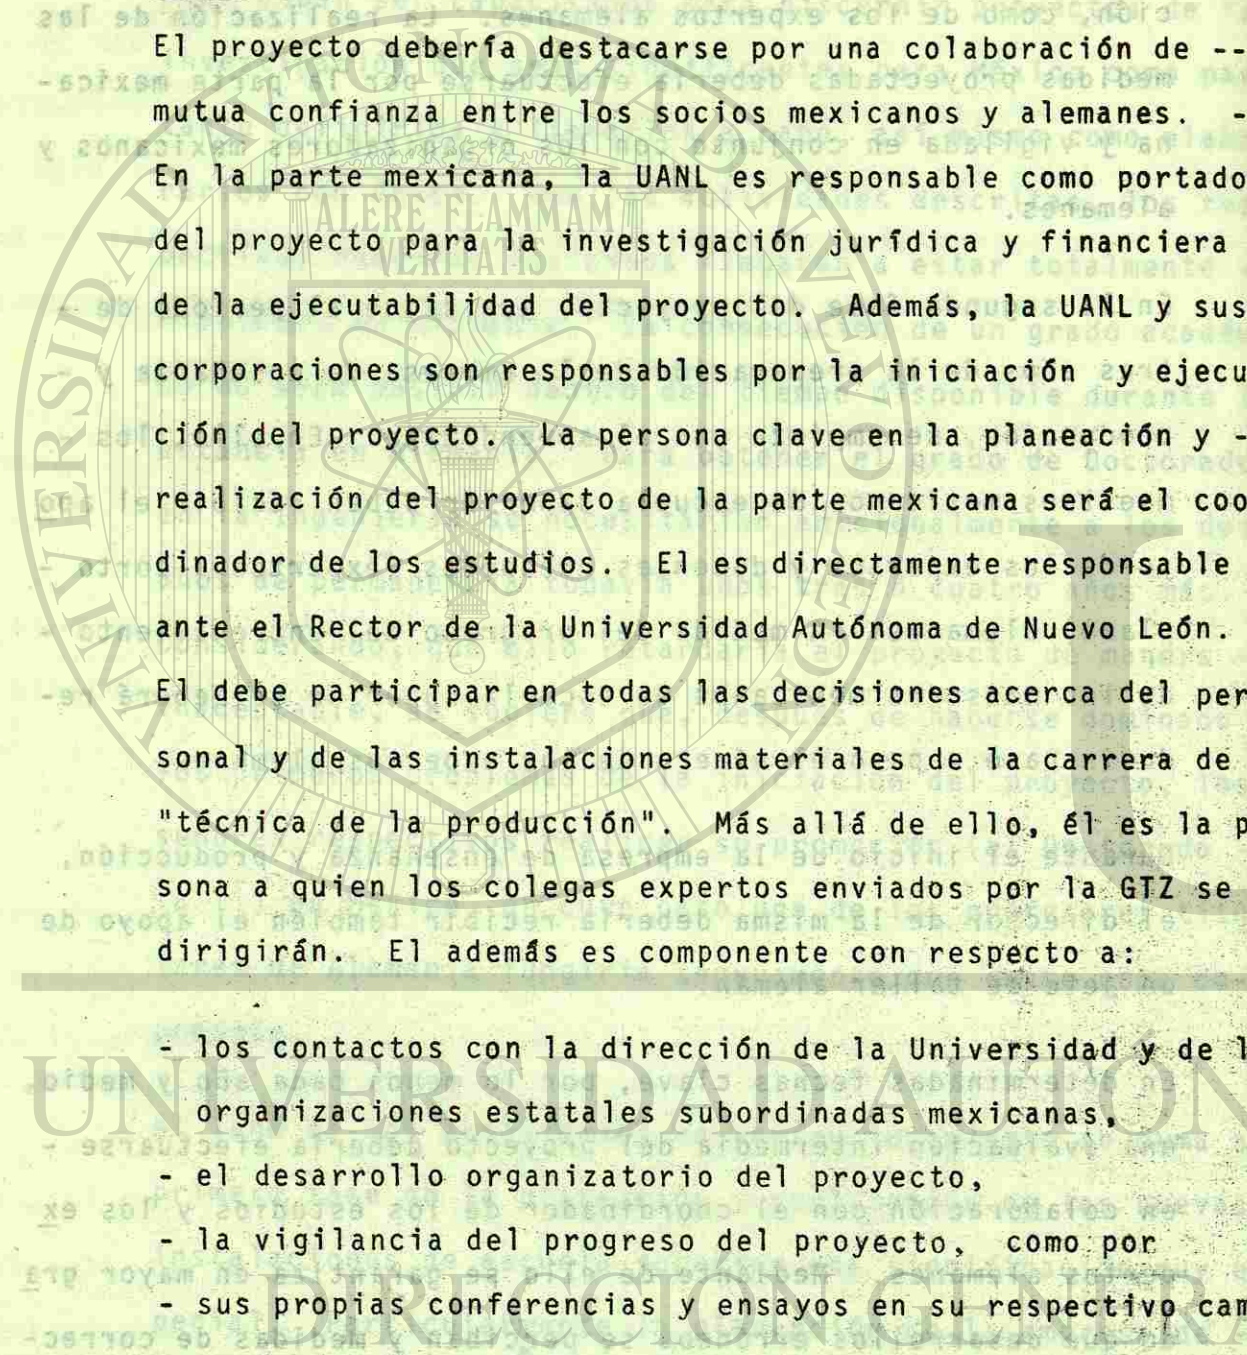 El proyecto debería destacarse por una colaboración de --
mutua confianza entre los socios mexicanos y alemanes. -
En la parte mexicana, la UANL es responsable como portado
del proyecto para la investigación jurídica y financiera
de la ejecutabilidad del proyecto. Además, la UANL y sus
corporaciones son responsables por la iniciación y ejecu
ción del proyecto. La persona clave en la planeación y -
realización del proyecto de la parte mexicana será el coo
dinador de los estudios. El es directamente responsable
ante el Rector de la Universidad Autónoma de Nuevo León.
El debe participar en todas las decisiones acerca del per
sonal y de las instalaciones materiales de la carrera de
"técnica de la producción". Más allá de ello, él es la p
sona a quien los colegas expertos enviados por la GTZ se
dirigirán. El además es componente con respecto a:
- los contactos con la dirección de la Universidad y de l
organizaciones estatales subordinadas mexicanas,
- el desarrollo organizatorio del proyecto,
- la vigilancia del progreso del proyecto, como por
- sus propias conferencias y ensayos en su respectivo cam
UNIVERSIDAD AUTÓN
DIRECCIÓN GENERA
ALERE FLAMMAM
VERITATIS